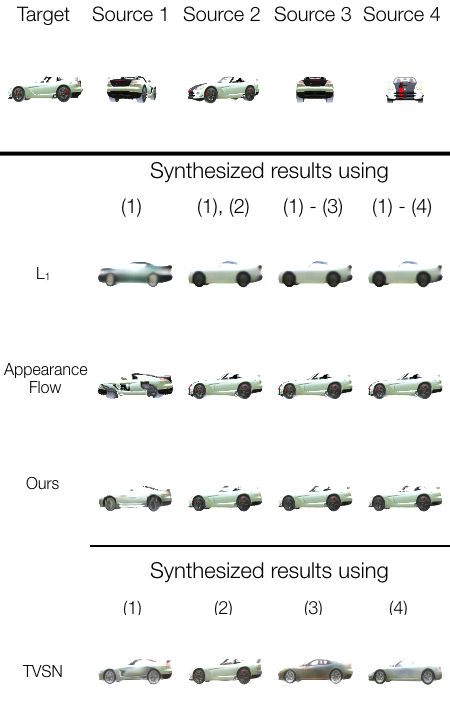 Target Source 1 Source 2 Source 3 Source 4
Synthesized results using
(1) (1), (2) (1) - (3) (1) - (4)
L₁
Appearance
Flow
Ours
Synthesized results using
(1) (2) (3) (4)
TVSN